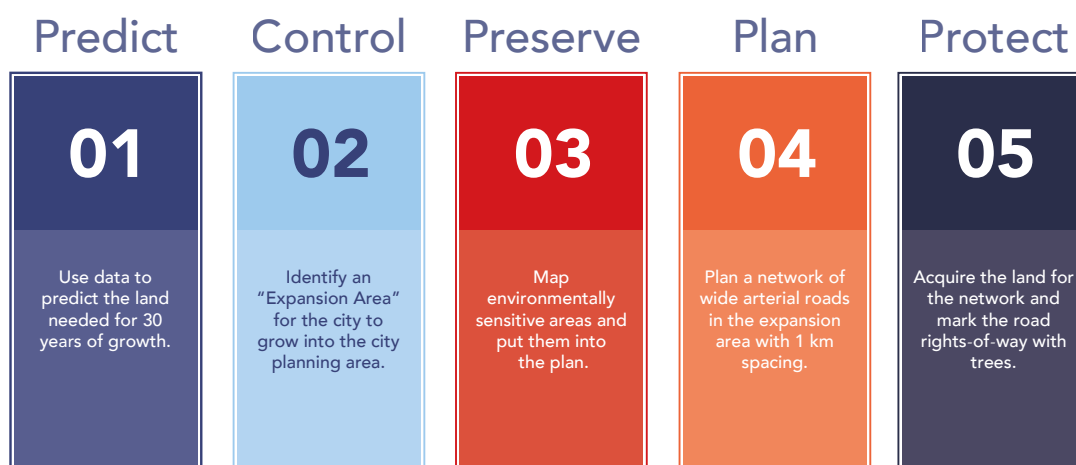 Predict
01
Use data to
predict the land
needed for 30
years of growth.
Control
02
Identify an
“Expansion Area”
for the city to
grow into the city
planning area.
Preserve
03
Map
environmentally
sensitive areas and
put them into
the plan.
Plan
04
Plan a network of
wide arterial roads
in the expansion
area with 1 km
spacing.
Protect
05
Acquire the land for
the network and
mark the road
rights-of-way with
trees.